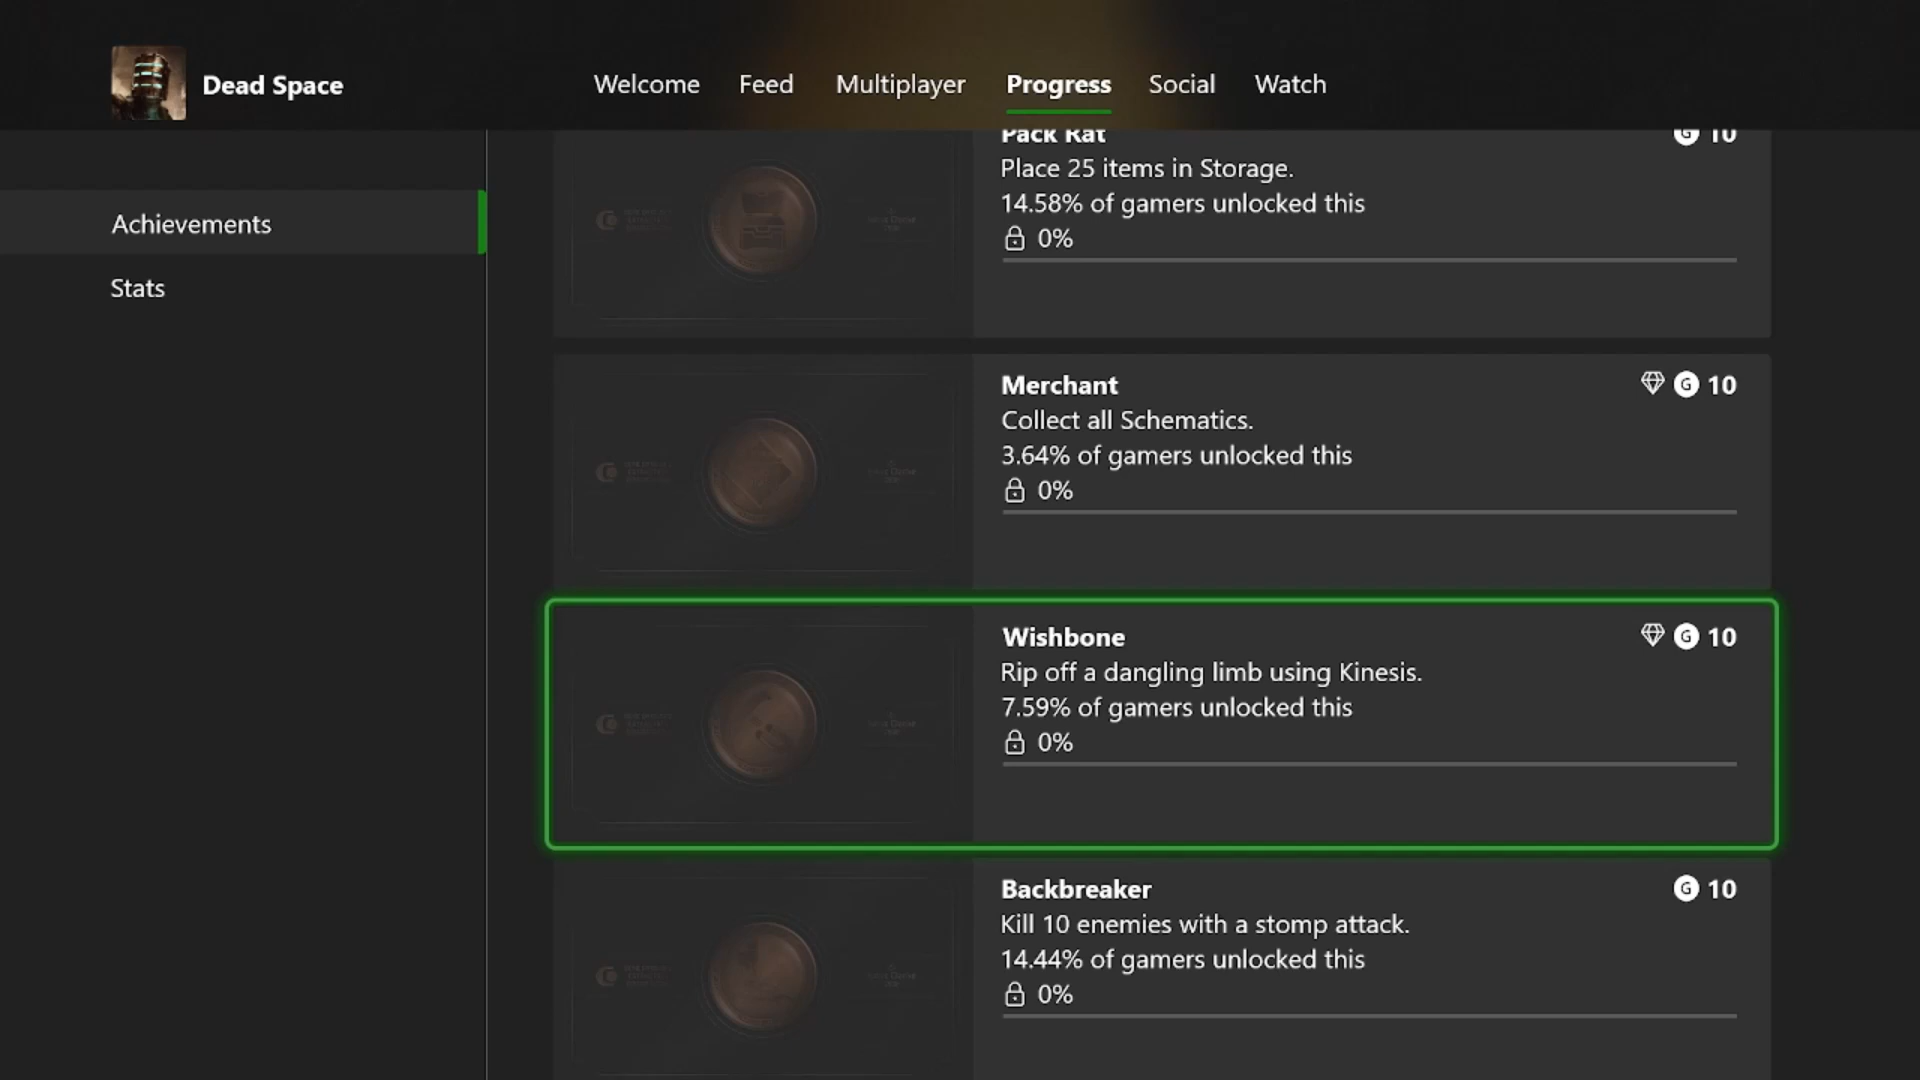 Dead Space
Welcome
Feed
Multiplayer
Progress
Social
Watch
Achievements
Stats
Pack Rat
G 10
Place 25 items in Storage.
14.58% of gamers unlocked this
0%
Merchant
G 10
Collect all Schematics.
3.64% of gamers unlocked this
0%
Wishbone
G 10
Rip off a dangling limb using Kinesis.
7.59% of gamers unlocked this
0%
Backbreaker
G 10
Kill 10 enemies with a stomp attack.
14.44% of gamers unlocked this
0%